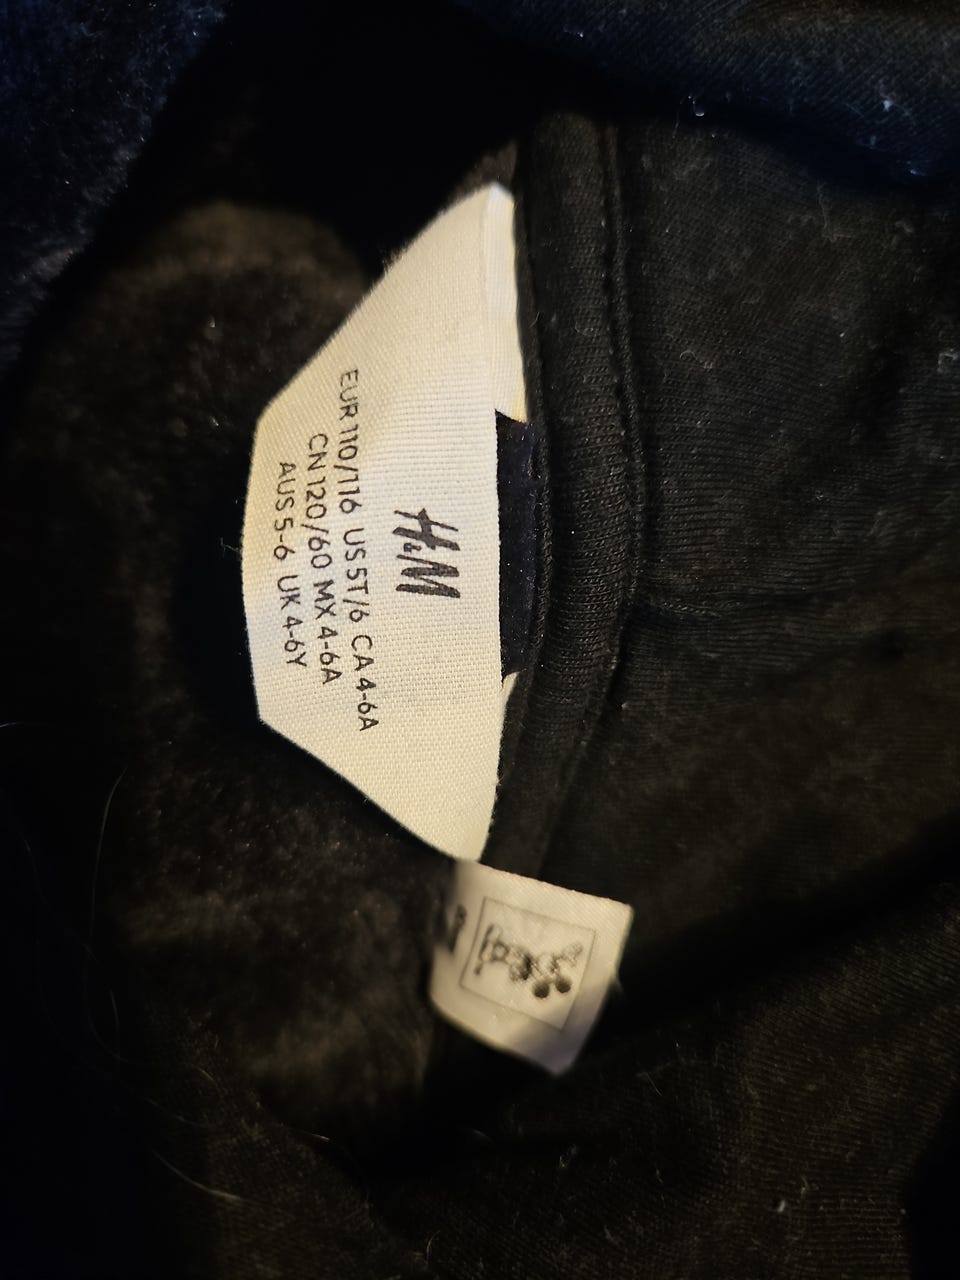 H&M
EUR 110/116 US 5T/6 CA 4-6A
CN 120/60 MX 4-6A
AUS 5-6 UK 4-6Y